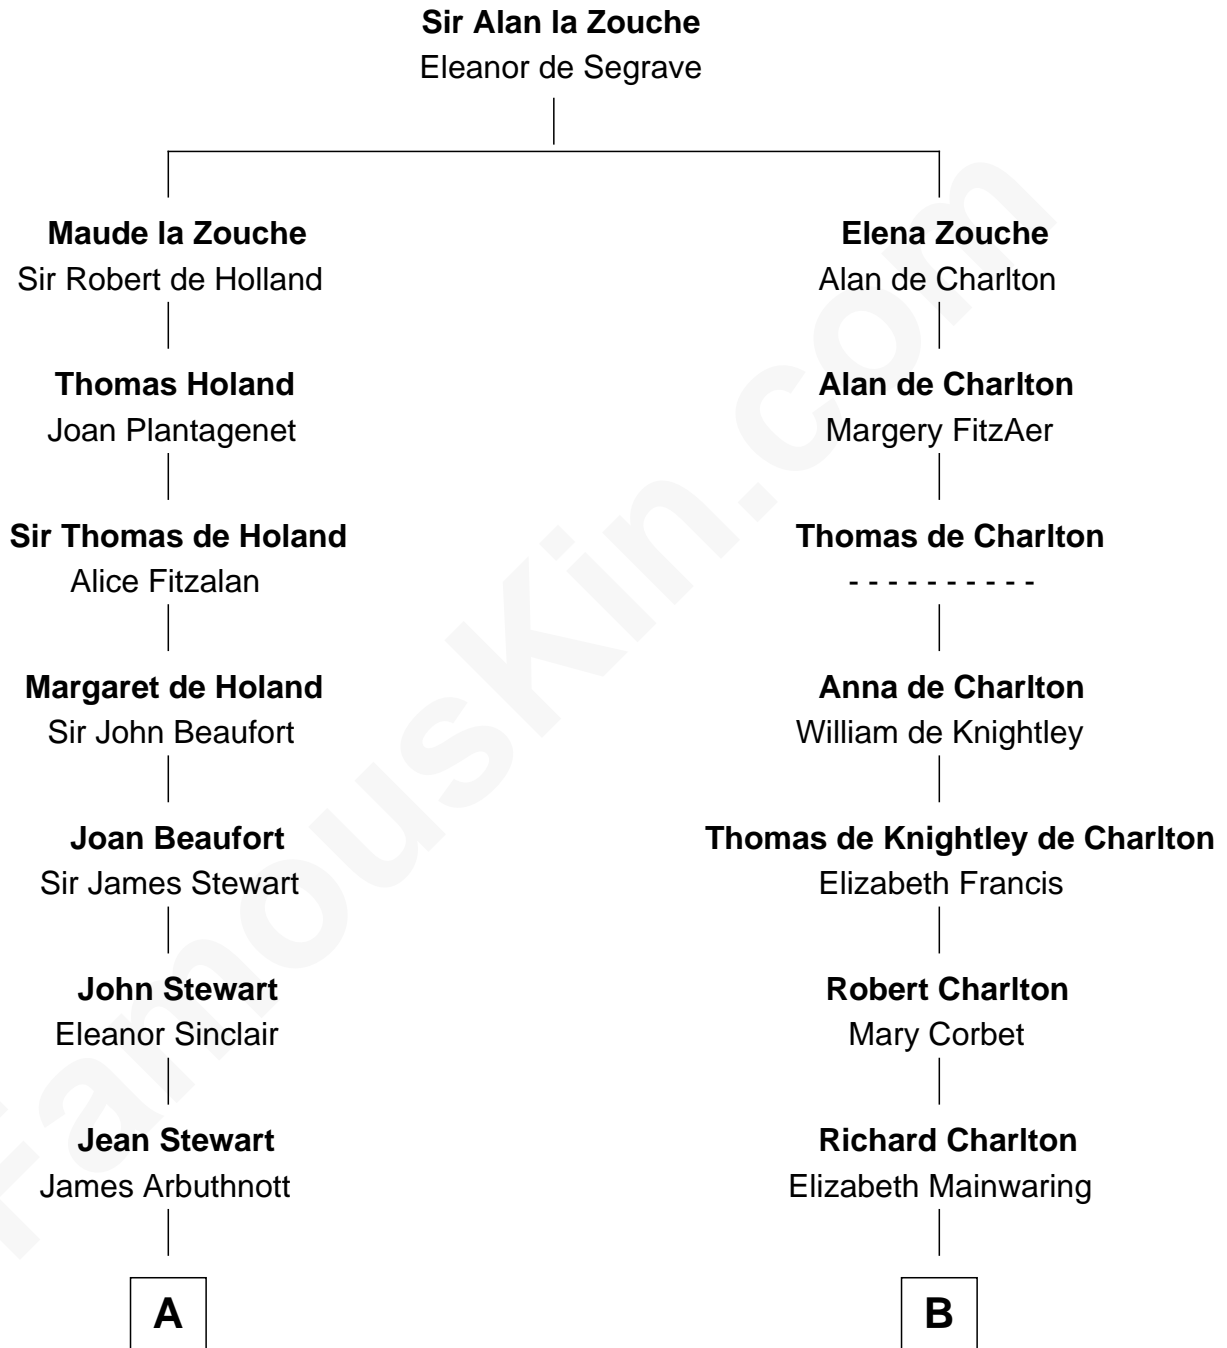 Sir Alan la Zouche
Eleanor de Segrave
Maude la Zouche
Sir Robert de Holland
Thomas Holand
Joan Plantagenet
Sir Thomas de Holand
Alice Fitzalan
Margaret de Holand
Sir John Beaufort
Joan Beaufort
Sir James Stewart
John Stewart
Eleanor Sinclair
Jean Stewart
James Arbuthnott
A
Elena Zouche
Alan de Charlton
Alan de Charlton
Margery FitzAer
Thomas de Charlton
- - - - - - - - - -
Anna de Charlton
William de Knightley
Thomas de Knightley de Charlton
Elizabeth Francis
Robert Charlton
Mary Corbet
Richard Charlton
Elizabeth Mainwaring
B
FamousKin.com